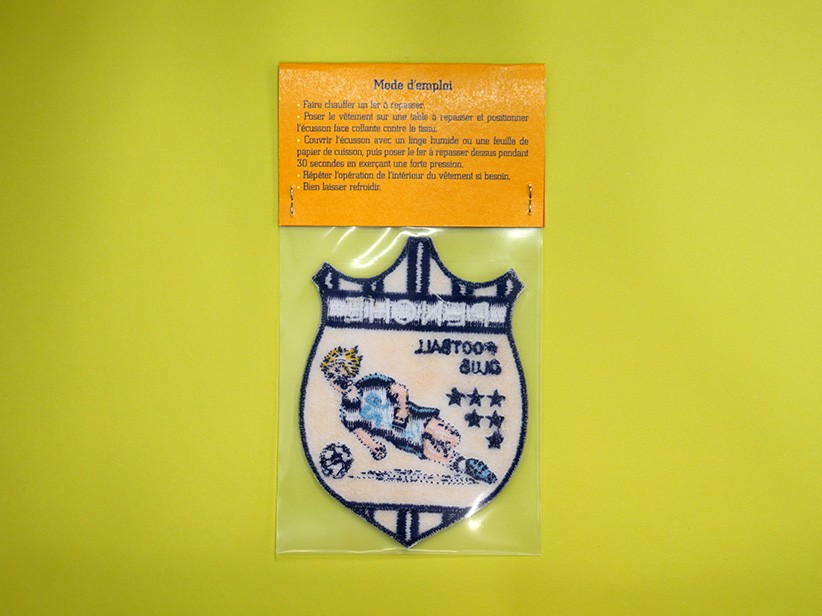 Mode d'emploi
• Faire chauffer un fer à repasser.
• Poser le vêtement sur une table à repasser et positionner
l'écusson face collante contre le tissu.
• Couvrir l'écusson avec un linge humide ou une feuille de
papier de cuisson, puis poser le fer à repasser dessus pendant
30 secondes en exerçant une forte pression.
• Répéter l'opération de l'intérieur du vêtement si besoin.
• Bien laisser refroidir.
FOOTBALL
CLUB